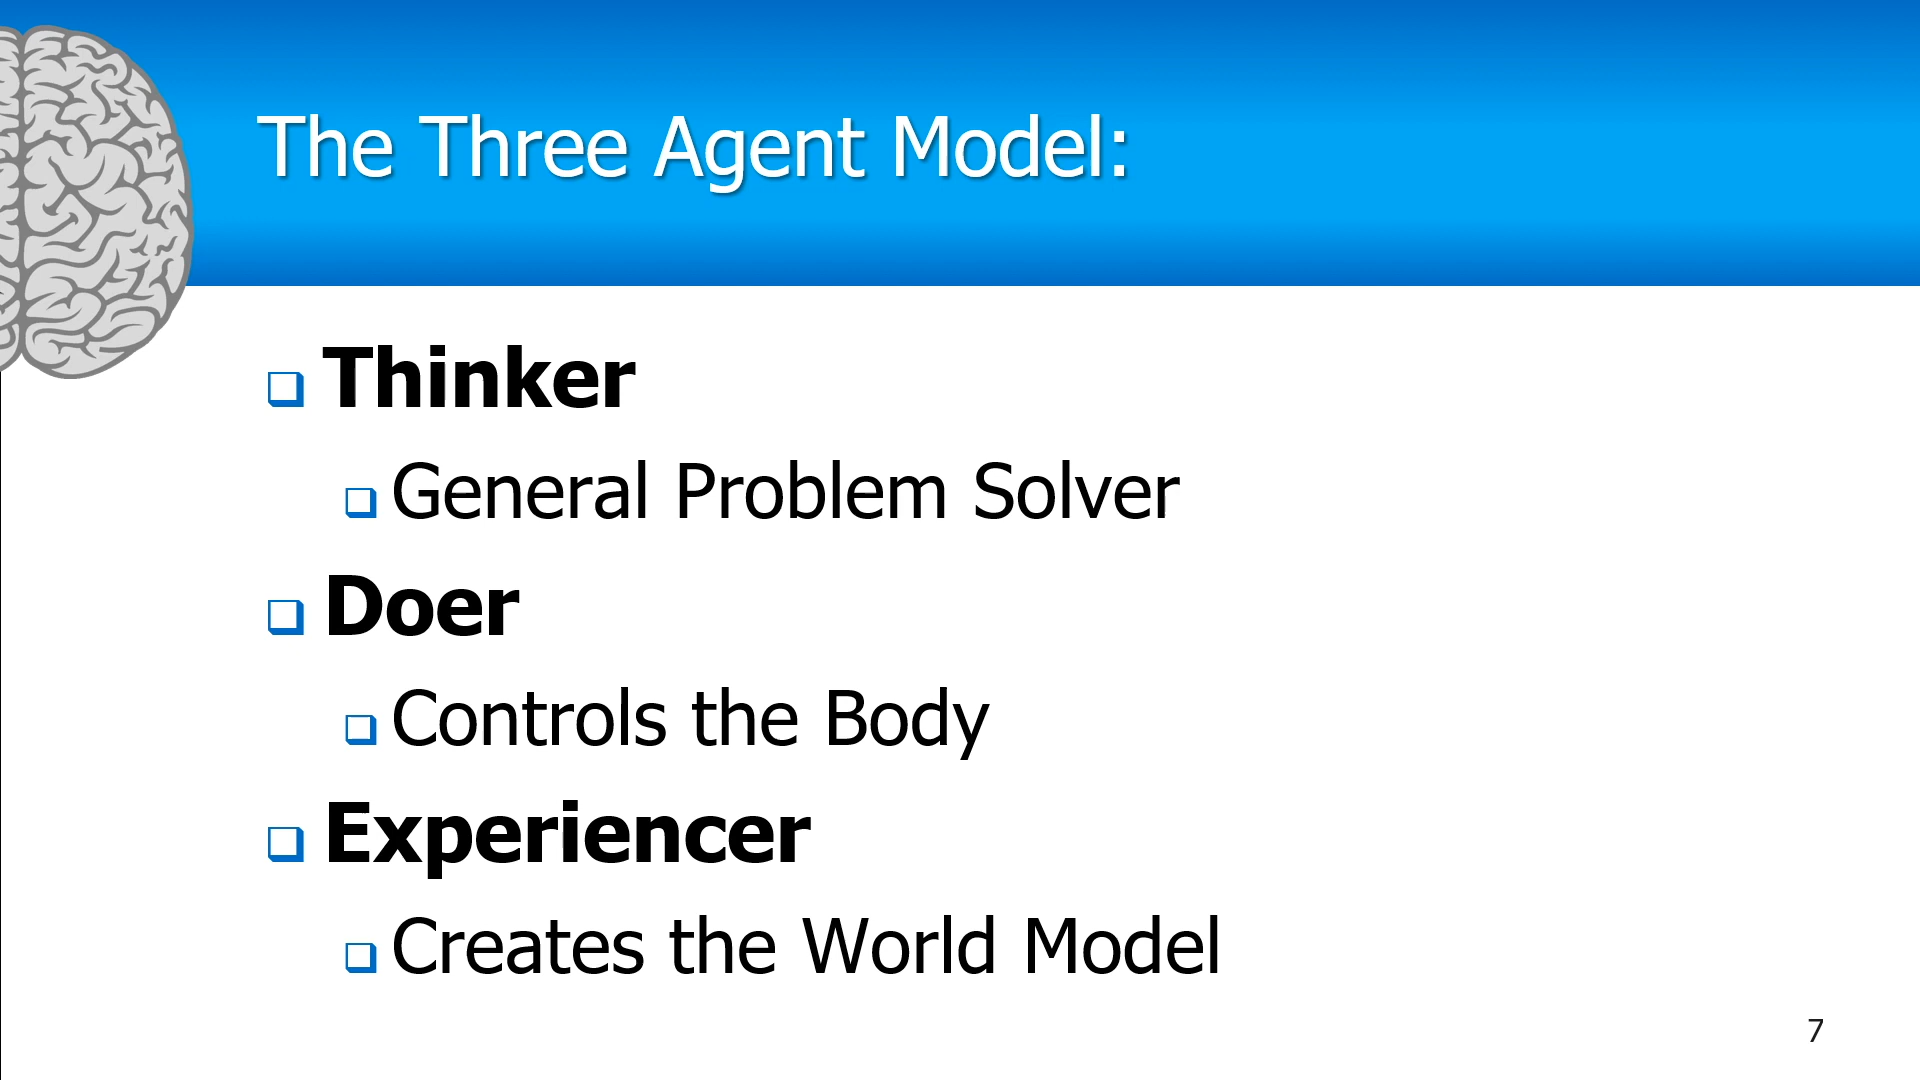 The Three Agent Model:
Thinker
General Problem Solver
Doer
Controls the Body
Experiencer
Creates the World Model
7